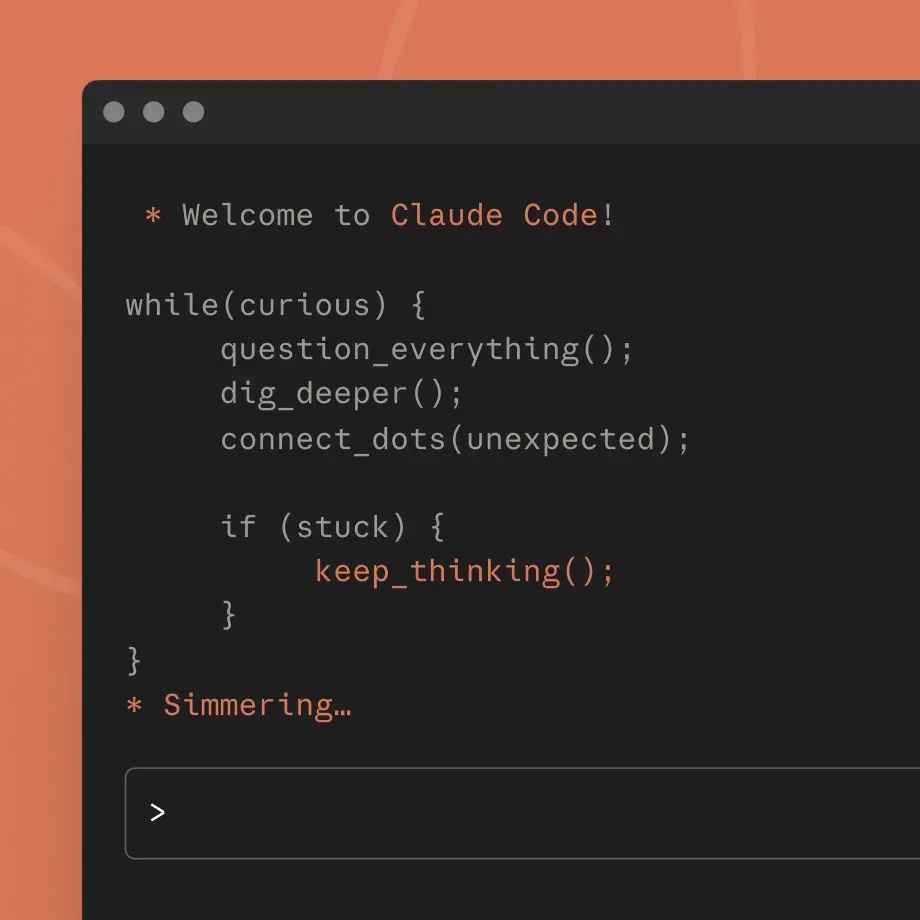 * Welcome to Claude Code!
while(curious) {
question_everything();
dig_deeper();
connect_dots(unexpected);
if (stuck) {
keep_thinking();
}
}
* Simmering…
>